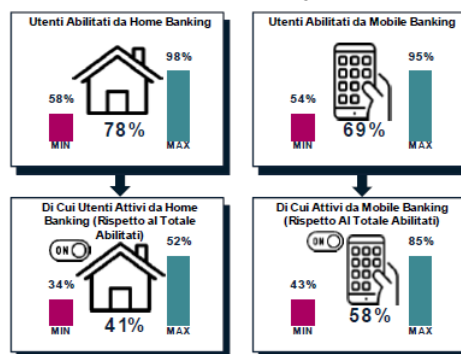 Utenti Abilitati da Home Banking
98%
58%
78%
MIN
MAX
Utenti Abilitati da Mobile Banking
95%
54%
69%
MIN
MAX
Di Cui Utenti Attivi da Home
Banking (Rispetto al Totale
Abilitati)
52%
ON
34%
41%
MIN
MAX
Di Cui Attivi da Mobile Banking
(Rispetto Al Totale Abilitati)
85%
ON
43%
58%
MIN
MAX